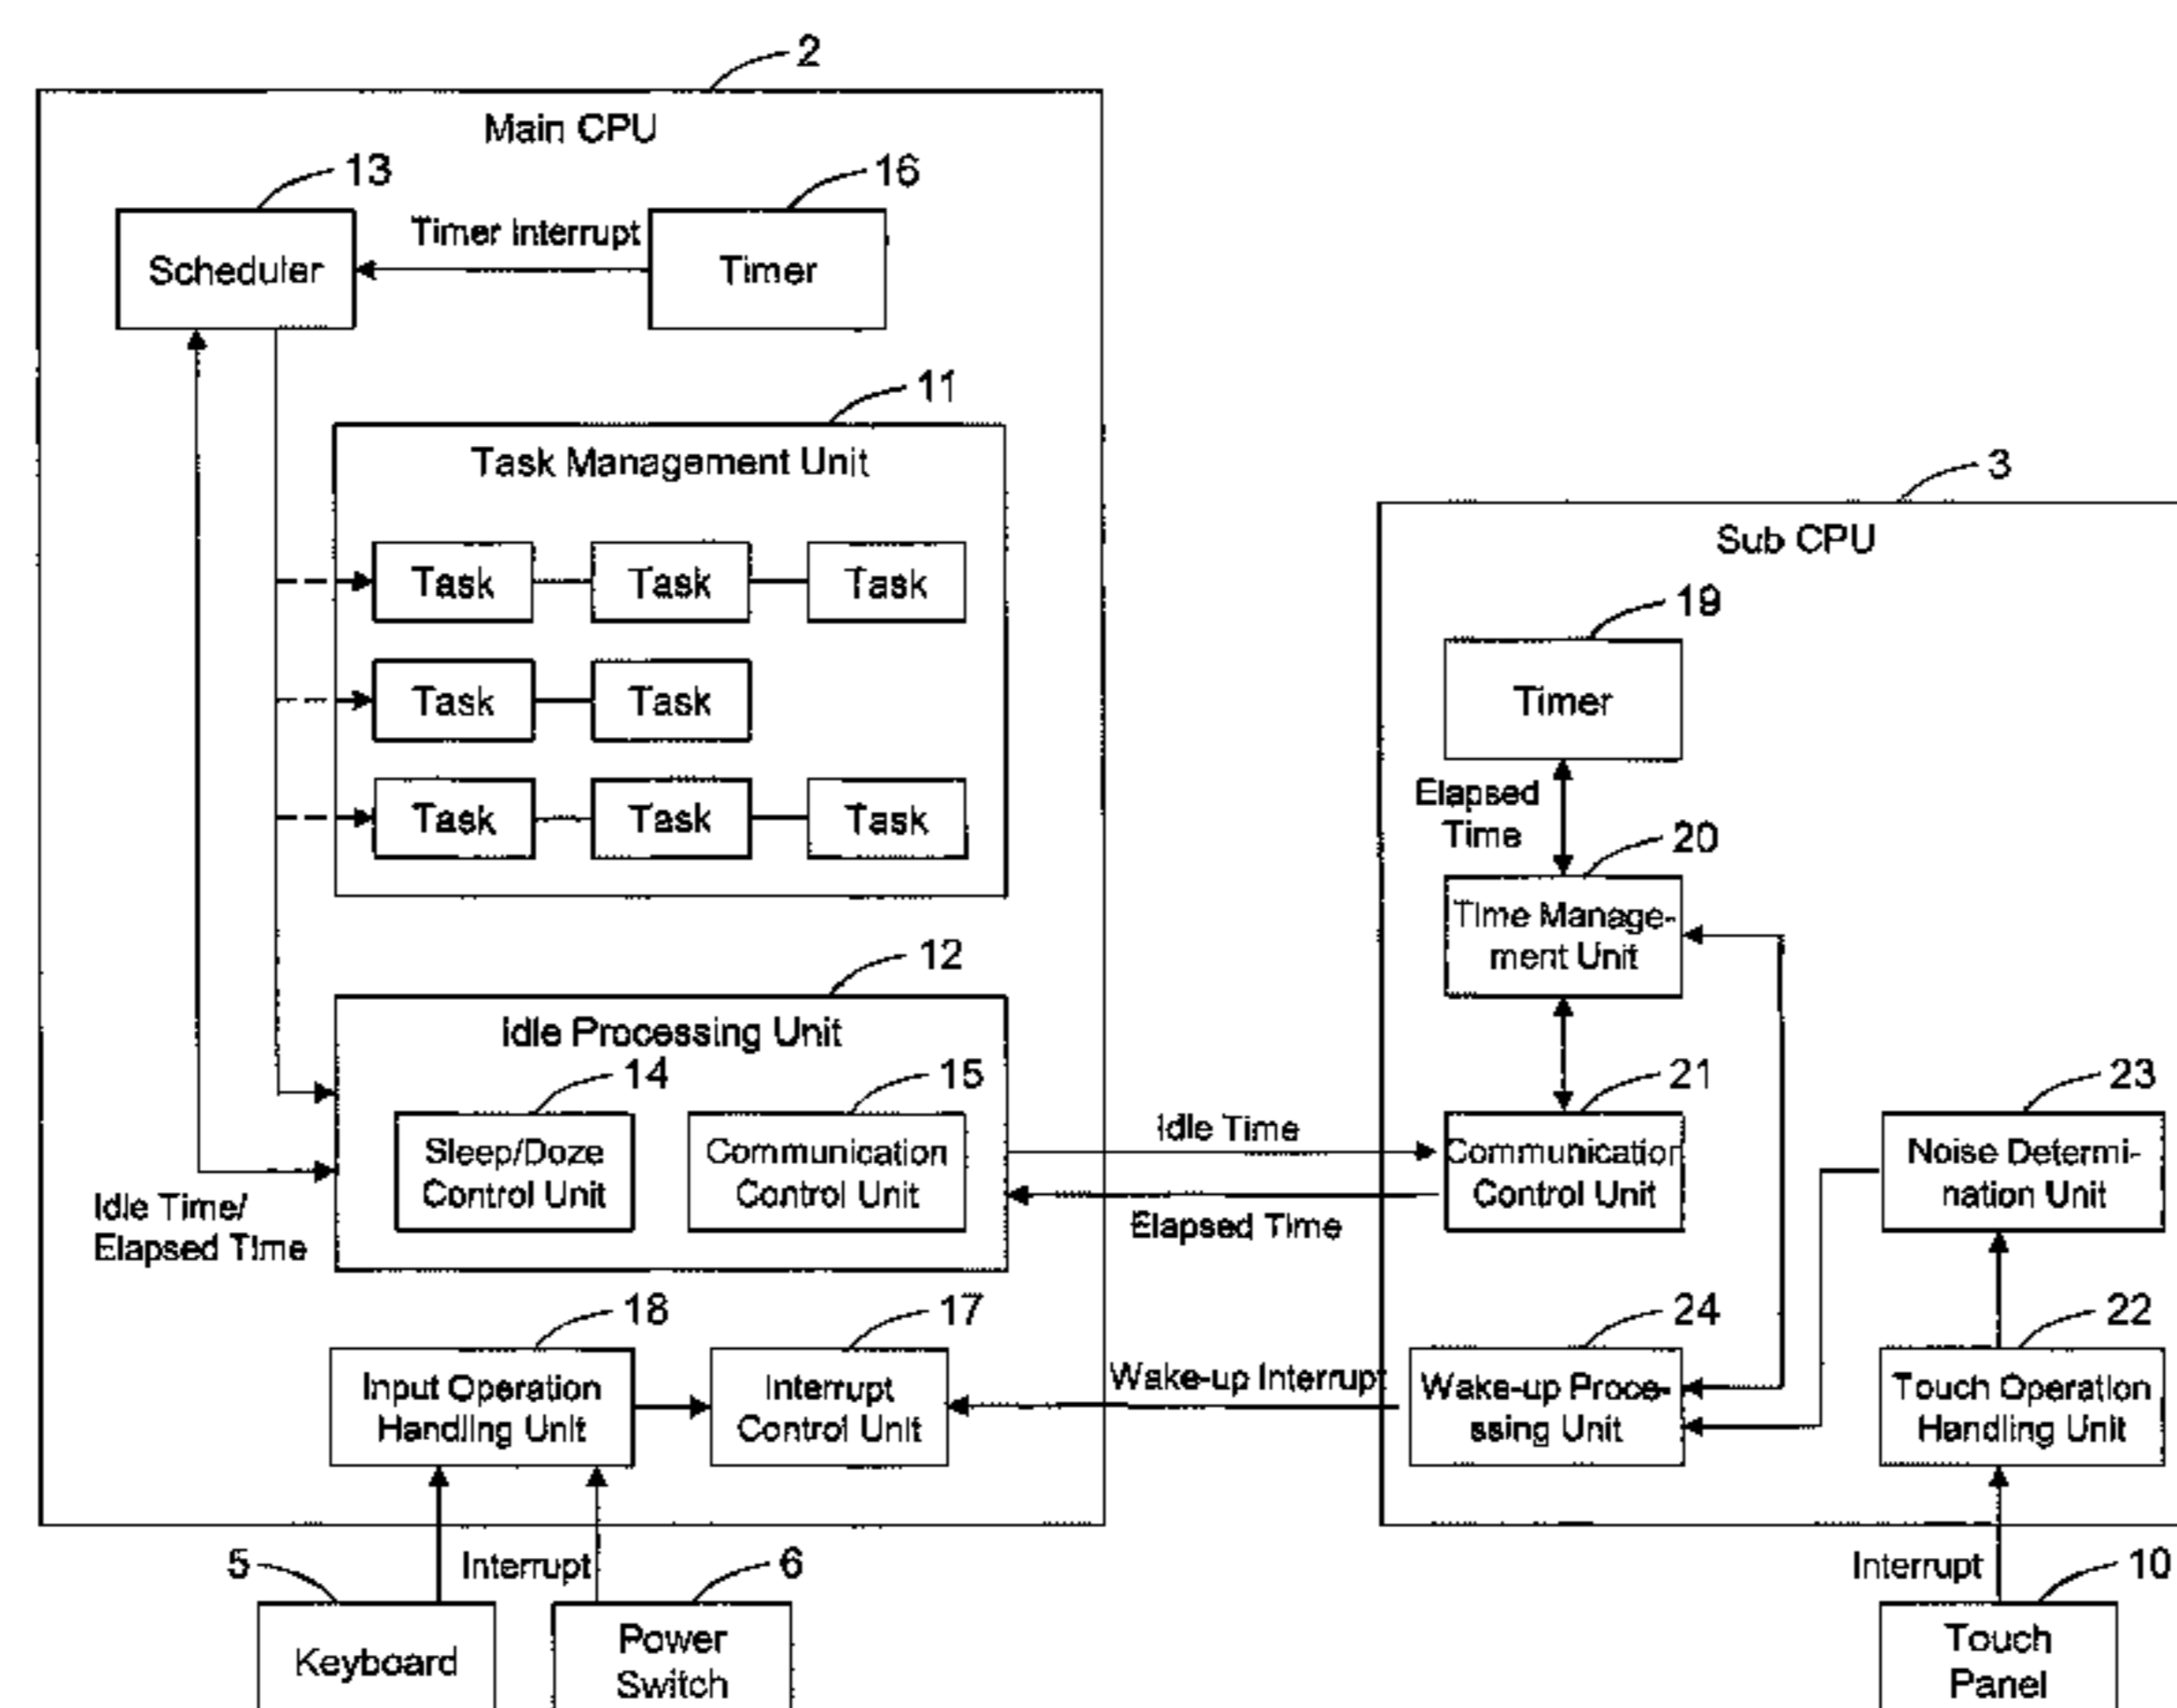 2
Main CPU
13
16
Scheduler
Timer Interrupt
Timer
11
Task Management Unit
Task
Task
Task
Task
Task
Task
Task
Task
12
Idle Processing Unit
14
15
Sleep/Doze
Control Unit
Communication
Control Unit
Idle Time/
Elapsed Time
18
17
Input Operation
Handling Unit
Interrupt
Control Unit
5
Interrupt
6
Keyboard
Power
Switch
Idle Time
Elapsed Time
Wake-up Interrupt
3
Sub CPU
19
Timer
Elapsed
Time
20
Time Manage-
ment Unit
21
23
Communication
Control Unit
Noise Determi-
nation Unit
24
22
Wake-up Proce-
ssing Unit
Touch Operation
Handling Unit
Interrupt
10
Touch
Panel